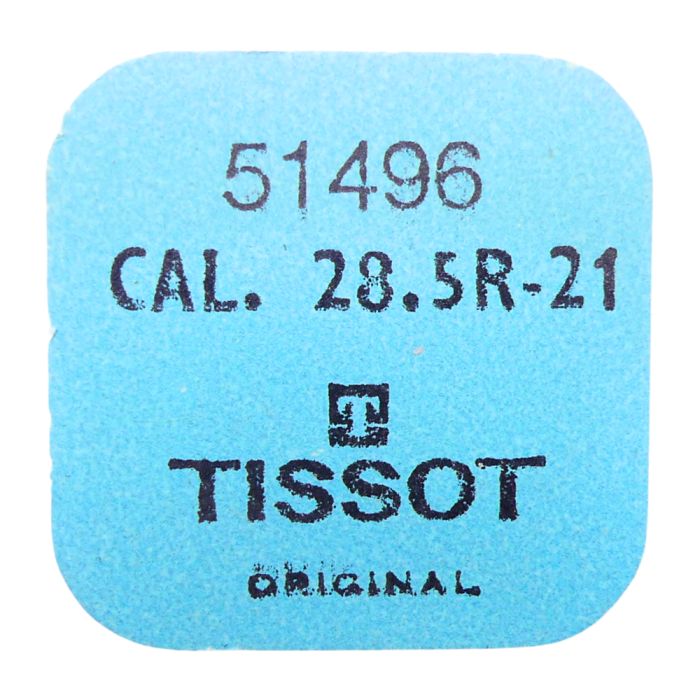 51496
CAL. 28.5R-21
TISSOT
ORIGINAL